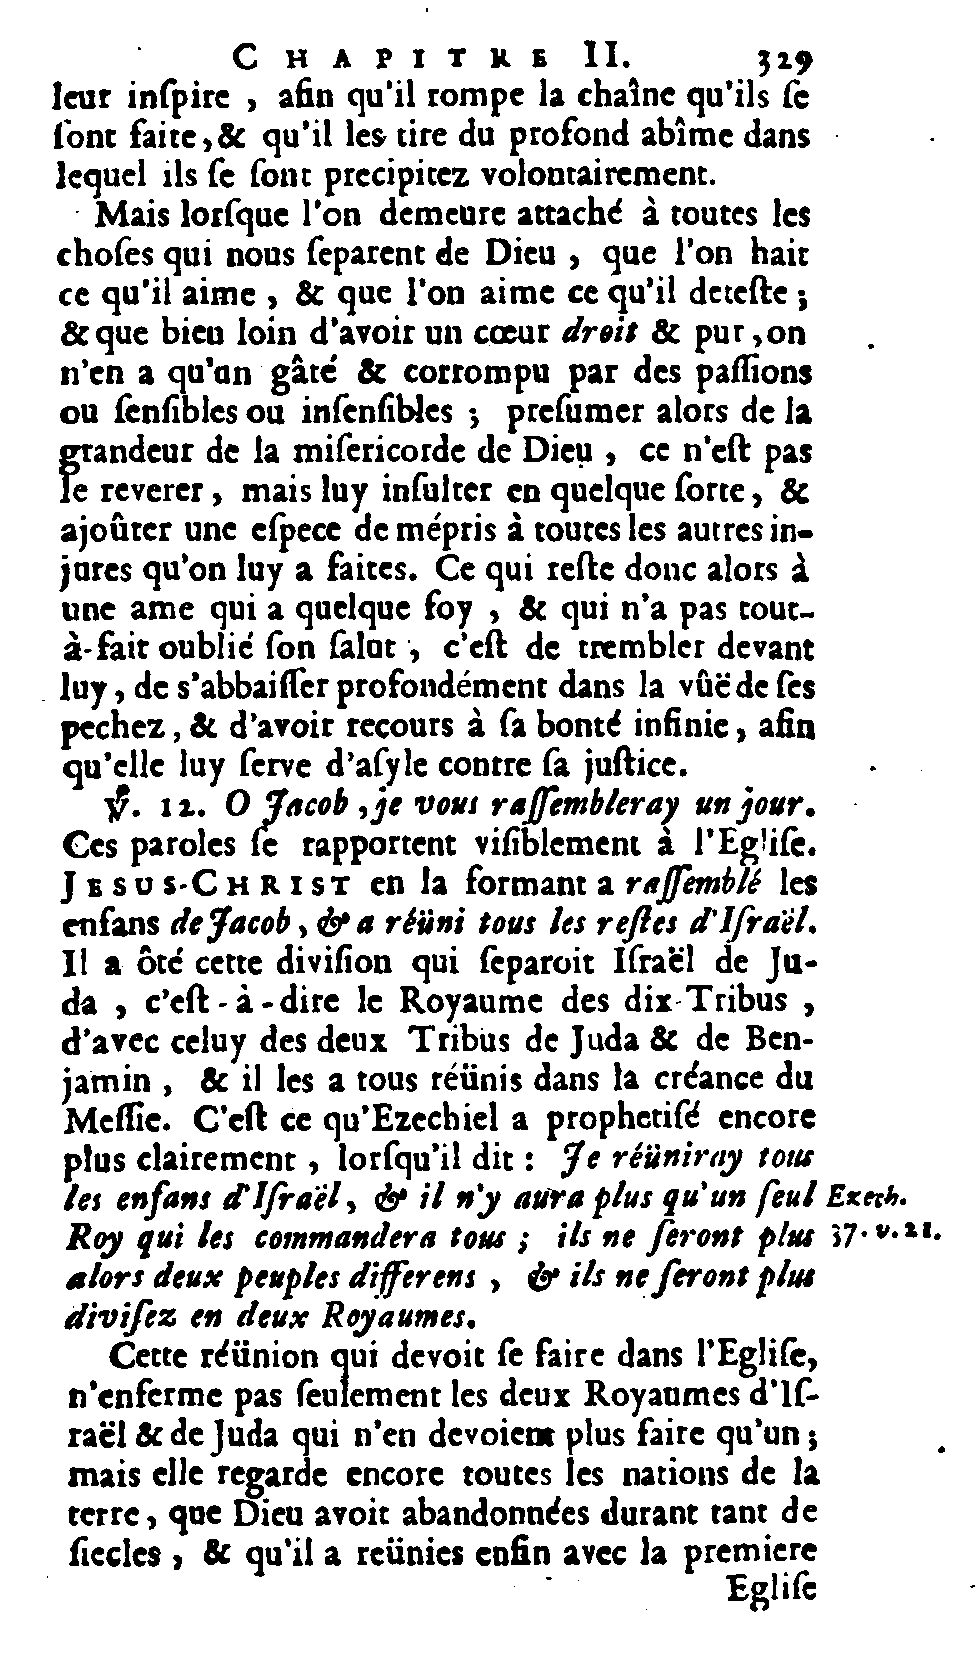 CHAPITRE II. 329
leur inſpire, afin qu'il rompe la chaîne qu'ils ſe
ſont faite, & qu'il les tire du profond abîme dans
lequel ils ſe ſont precipitez volontairement.
Mais lorſque l'on demeure attaché à toutes les
choſes qui nous ſeparent de Dieu, que l'on hait
ce qu'il aime, & que l'on aime ce qu'il deteſte;
& que bien loin d'avoir un cœur droit & pur, on
n'en a qu'un gâté & corrompu par des paſſions
ou ſenſibles ou inſenſibles; preſumer alors de la
grandeur de la miſericorde de Dieu, ce n'eſt pas
le reverer, mais luy inſulter en quelque ſorte, &
ajoûter une eſpece de mépris à toutes les autres in-
jures qu'on luy a faites. Ce qui reſte donc alors à
une ame qui a quelque foy, & qui n'a pas tout-
à-fait oublié ſon ſalut, c'eſt de trembler devant
luy, de s'abbaiſſer profondément dans la vûë de ſes
pechez, & d'avoir recours à ſa bonté infinie, afin
qu'elle luy ſerve d'aſyle contre ſa juſtice.
℣. 12. O Jacob, je vous raſſembleray un jour.
Ces paroles ſe rapportent viſiblement à l'Egliſe.
JESUS-CHRIST en la formant a raſſemblé les
enfans de Jacob, & a réüni tous les reſtes d'Iſraël.
Il a ôté cette diviſion qui ſeparoit Iſraël de Ju-
da, c'eſt-à-dire le Royaume des dix Tribus,
d'avec celuy des deux Tribus de Juda & de Ben-
jamin, & il les a tous réünis dans la créance du
Meſſie. C'eſt ce qu'Ezechiel a prophetiſé encore
plus clairement, lorſqu'il dit: Je réüniray tous
les enfans d'Iſraël, & il n'y aura plus qu'un ſeul Ezech.
Roy qui les commandera tous; ils ne ſeront plus 37. v. 21.
alors deux peuples differens, & ils ne ſeront plus
diviſez en deux Royaumes.
Cette réünion qui devoit ſe faire dans l'Egliſe,
n'enferme pas ſeulement les deux Royaumes d'Iſ-
raël & de Juda qui n'en devoient plus faire qu'un;
mais elle regarde encore toutes les nations de la
terre, que Dieu avoit abandonnées durant tant de
ſiecles, & qu'il a reünies enfin avec la premiere
Egliſe